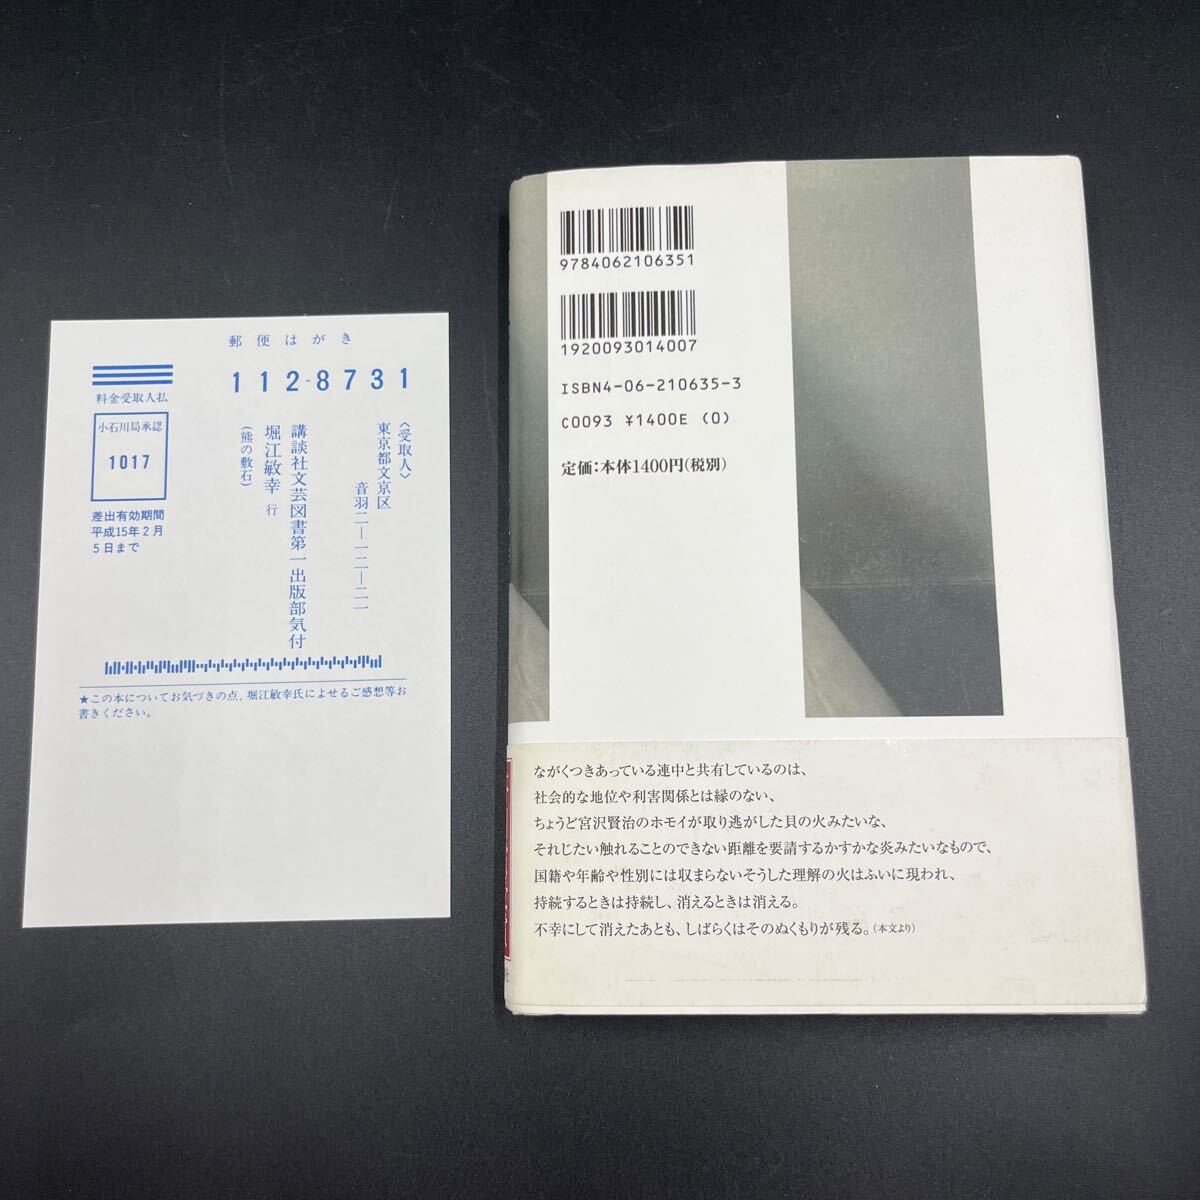 郵便はがき
112-8731
料金受取人払
小石川局承認
1017
差出有効期間
平成15年2月
5日まで
〈受取人〉
東京都文京区
音羽二―一二―二一
講談社文芸図書第一出版部気付
堀江敏幸 行
(熊の敷石)
★この本についてお気づきの点、堀江敏幸氏によせるご感想等お
書きください。
9784062106351
1920093014007
ISBN4-06-210635-3
C0093 ¥1400E (0)
定価:本体1400円(税別)
ながくつきあっている連中と共有しているのは、
社会的な地位や利害関係とは縁のない、
ちょうど宮沢賢治のホモイが取り逃がした貝の火みたいな、
それじたい触れることのできない距離を要請するかすかな炎みたいなもので、
国籍や年齢や性別には収まらないそうした理解の火はふいに現われ、
持続するときは持続し、消えるときは消える。
不幸にして消えたあとも、しばらくはそのぬくもりが残る。(本文より)